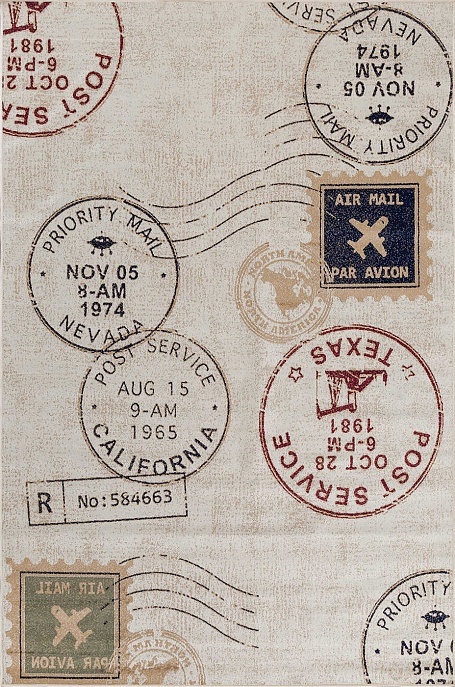 POST SER
OCT 28
6-PM
1981
SERV
NEVADA
1974
8-AM
NOV 05
PRIORITY MAIL
AIR MAIL
PAR AVION
PRIORITY MAIL
NOV 05
8-AM
1974
NEVADA
NORTH AMERICA
POST SERVICE
AUG 15
9-AM
1965
CALIFORNIA
TEXAS
1981
6-PM
OCT 28
POST SERVICE
R No:584663
AIR MAIL
PAR AVION
PRIORITY
NOV
8-AM